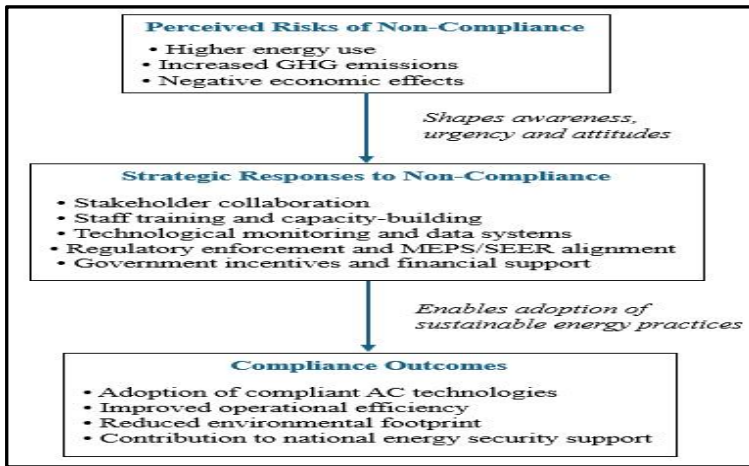 Perceived Risks of Non-Compliance
• Higher energy use
• Increased GHG emissions
• Negative economic effects
Shapes awareness,
urgency and attitudes
Strategic Responses to Non-Compliance
• Stakeholder collaboration
• Staff training and capacity-building
• Technological monitoring and data systems
• Regulatory enforcement and MEPS/SEER alignment
• Government incentives and financial support
Enables adoption of
sustainable energy practices
Compliance Outcomes
• Adoption of compliant AC technologies
• Improved operational efficiency
• Reduced environmental footprint
• Contribution to national energy security support